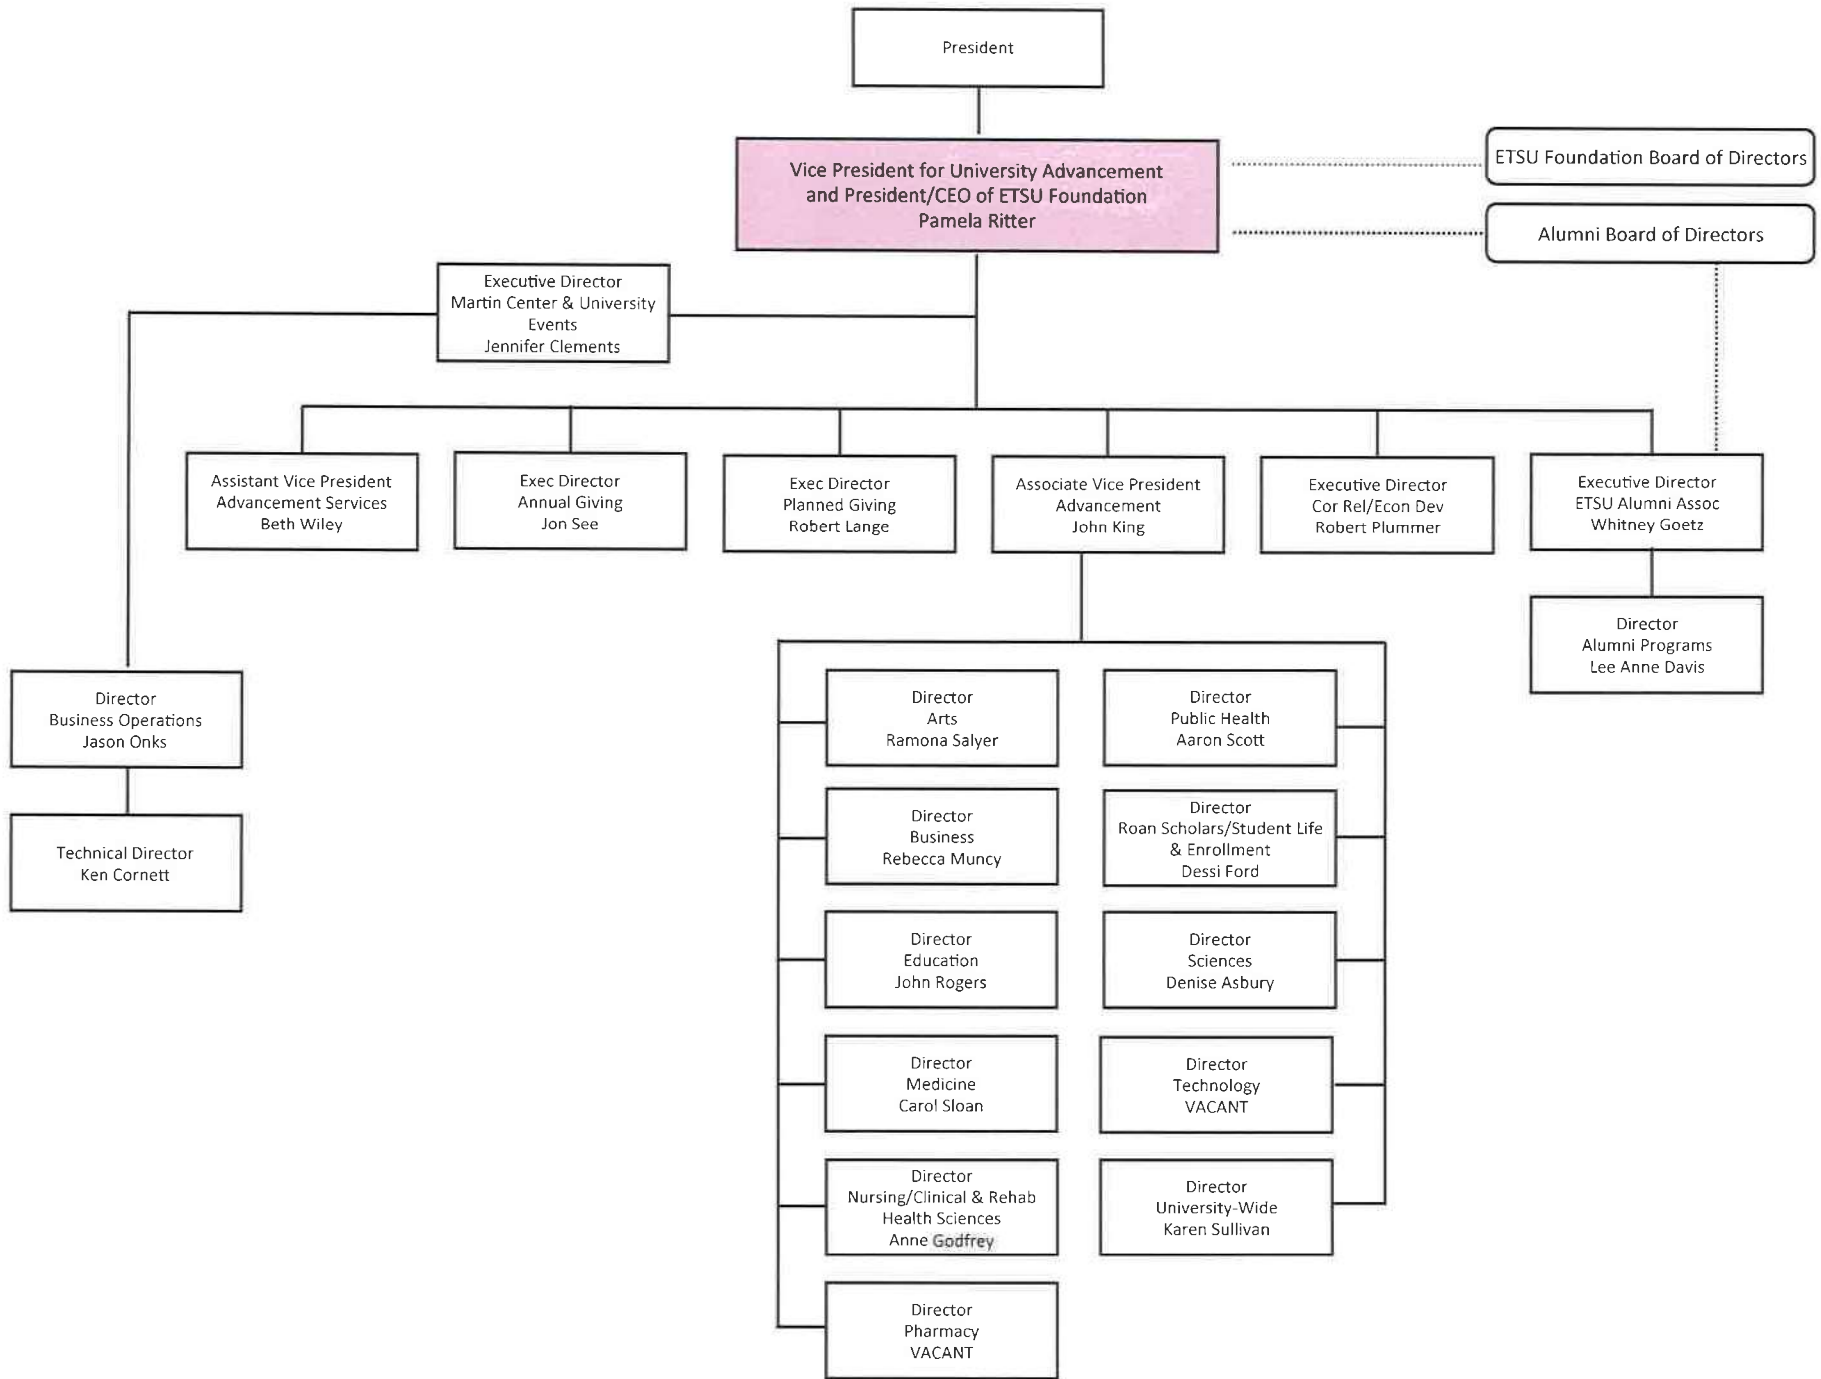 President
Vice President for University Advancement
and President/CEO of ETSU Foundation
Pamela Ritter
ETSU Foundation Board of Directors
Alumni Board of Directors
Executive Director
Martin Center & University
Events
Jennifer Clements
Assistant Vice President
Advancement Services
Beth Wiley
Exec Director
Annual Giving
Jon See
Exec Director
Planned Giving
Robert Lange
Associate Vice President
Advancement
John King
Executive Director
Cor Rel/Econ Dev
Robert Plummer
Executive Director
ETSU Alumni Assoc
Whitney Goetz
Director
Alumni Programs
Lee Anne Davis
Director
Business Operations
Jason Onks
Technical Director
Ken Cornett
Director
Arts
Ramona Salyer
Director
Public Health
Aaron Scott
Director
Business
Rebecca Muncy
Director
Roan Scholars/Student Life
& Enrollment
Dessi Ford
Director
Education
John Rogers
Director
Sciences
Denise Asbury
Director
Medicine
Carol Sloan
Director
Technology
VACANT
Director
Nursing/Clinical & Rehab
Health Sciences
Anne Godfrey
Director
University-Wide
Karen Sullivan
Director
Pharmacy
VACANT